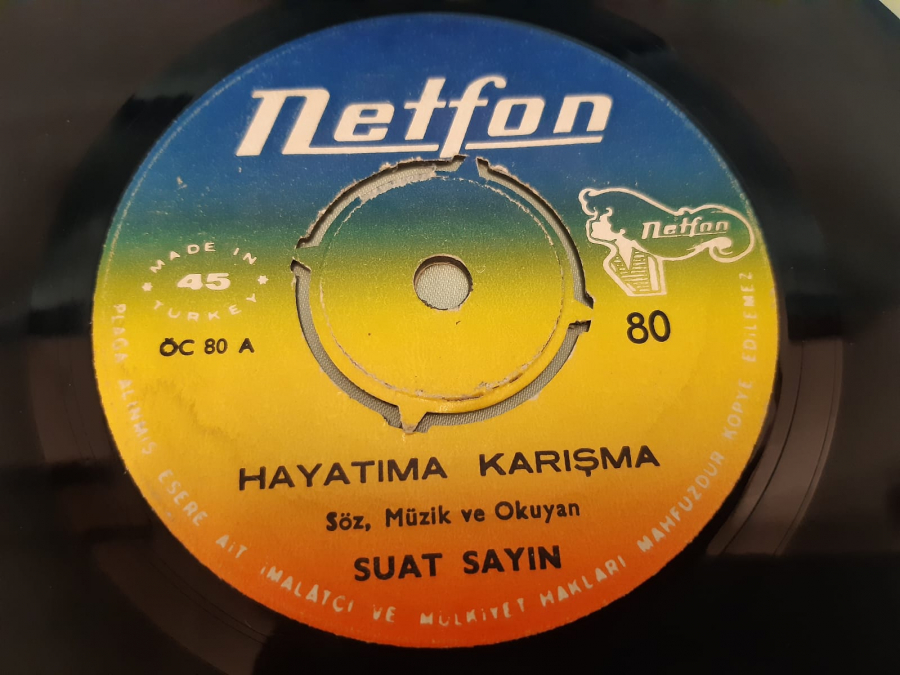 Netfon
Netfon
MADE IN
45
TURKEY
ÖC 80 A
80
HAYATIMA KARIŞMA
Söz, Müzik ve Okuyan
SUAT SAYIN
PLAĞA ALINMIŞ ESERE AİT İMALATÇI VE MÜLKİYET HAKLARI MAHFUZDUR KOPYE EDİLEMEZ